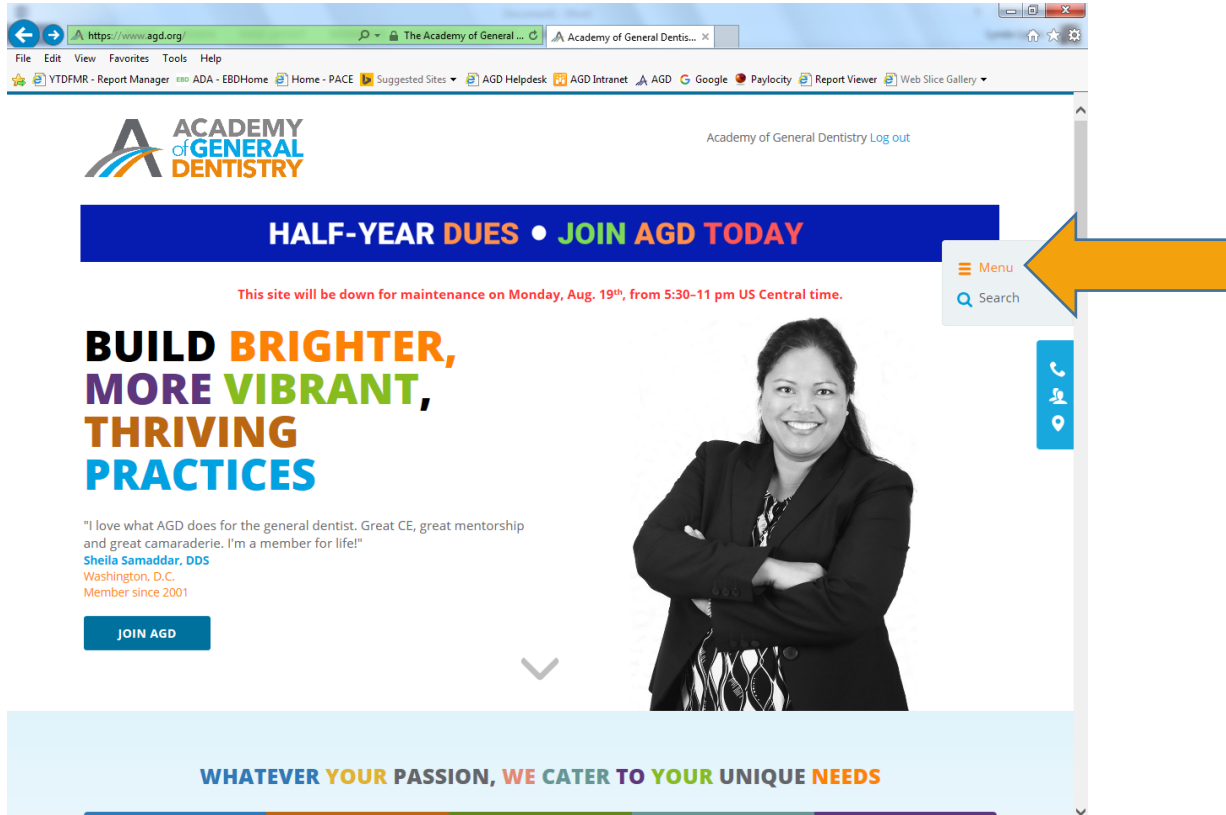 https://www.agd.org/
The Academy of General ...
Academy of General Dentis...
File Edit View Favorites Tools Help
YTDFMR - Report Manager EBD ADA - EBDHome Home - PACE Suggested Sites AGD Helpdesk AGD Intranet AGD Google Paylocity Report Viewer Web Slice Gallery
ACADEMY
of GENERAL
DENTISTRY
Academy of General Dentistry Log out
HALF-YEAR DUES • JOIN AGD TODAY
Menu
Search
This site will be down for maintenance on Monday, Aug. 19th, from 5:30–11 pm US Central time.
BUILD BRIGHTER,
MORE VIBRANT,
THRIVING
PRACTICES
"I love what AGD does for the general dentist. Great CE, great mentorship
and great camaraderie. I'm a member for life!"
Sheila Samaddar, DDS
Washington, D.C.
Member since 2001
JOIN AGD
WHATEVER YOUR PASSION, WE CATER TO YOUR UNIQUE NEEDS